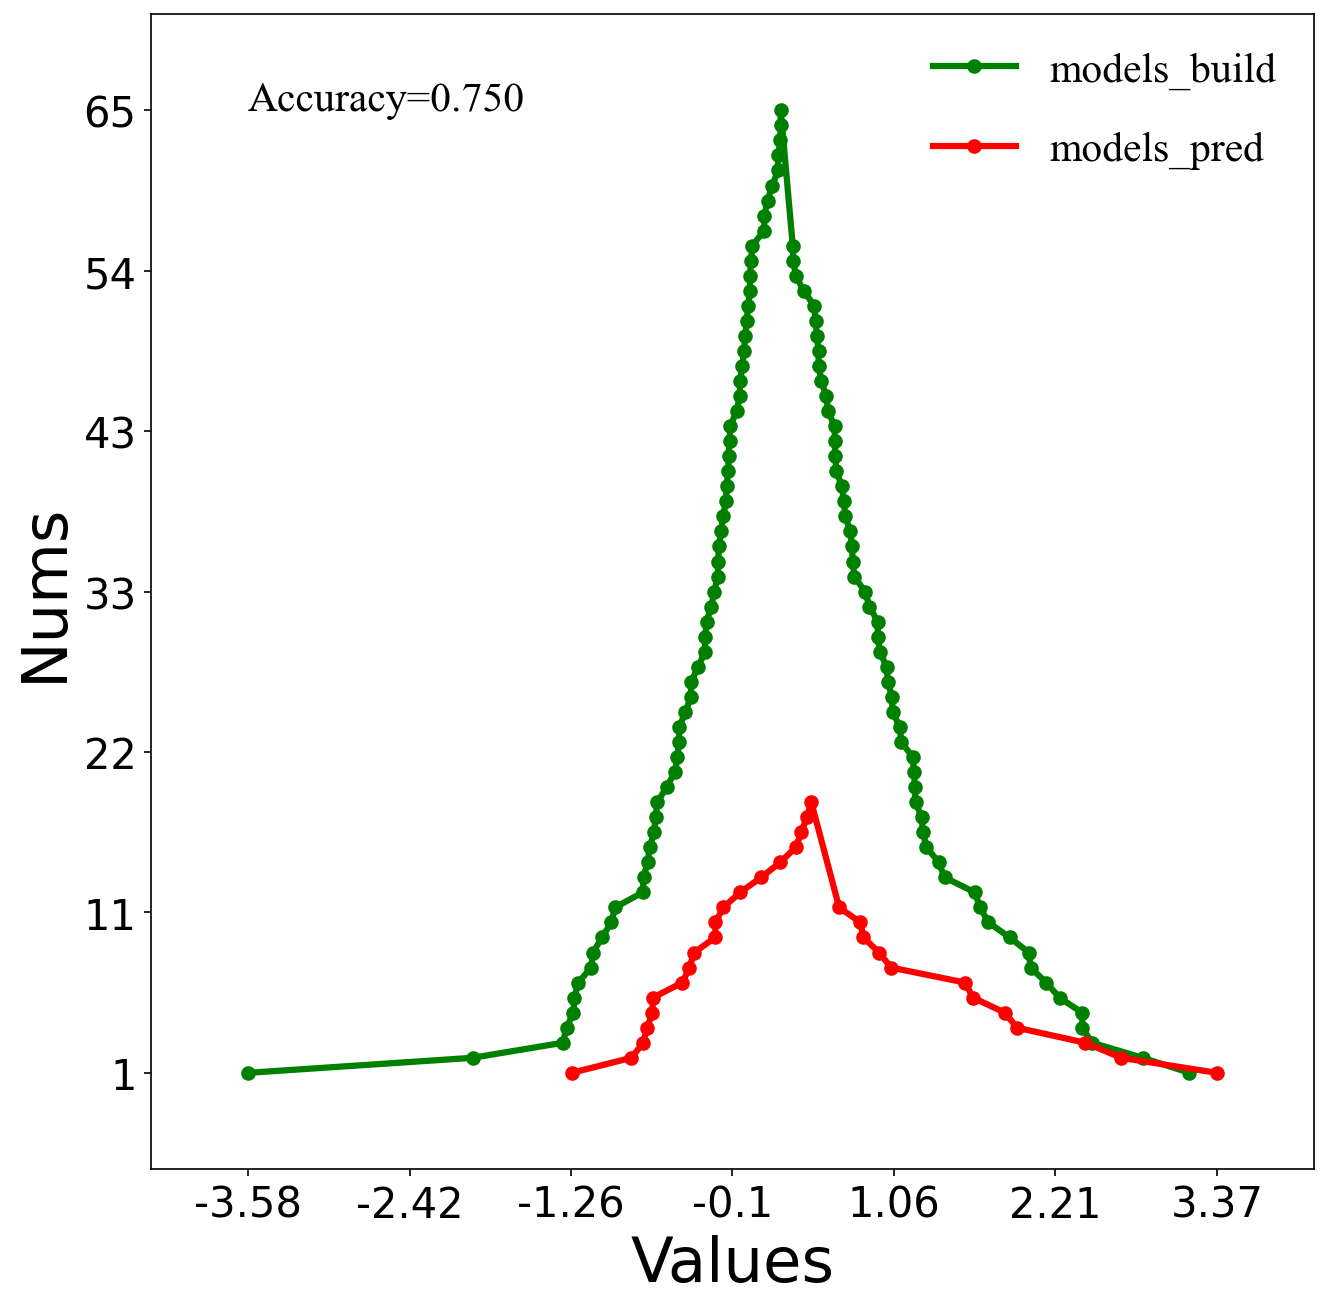 models_build
Accuracy=0.750
models_pred
65
54
43
33
22
11
1
Nums
-3.58 -2.42 -1.26 -0.1 1.06 2.21 3.37
Values